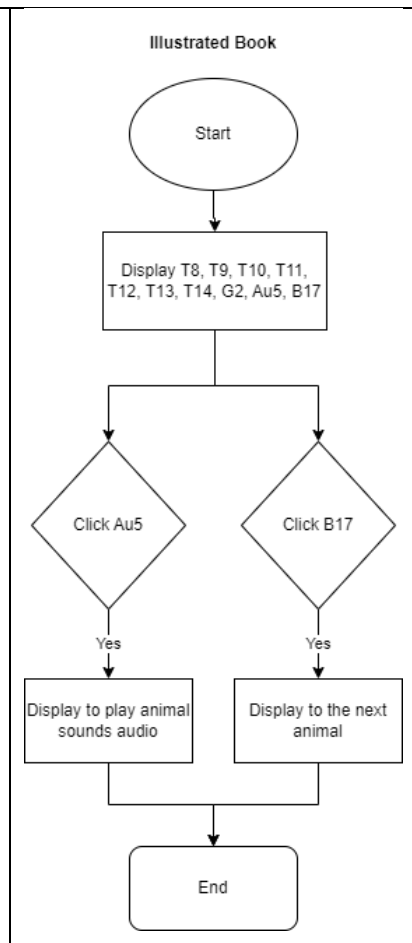 Illustrated Book
Start
Display T8, T9, T10, T11,
T12, T13, T14, G2, Au5, B17
Click Au5
Click B17
Yes
Yes
Display to play animal
sounds audio
Display to the next
animal
End